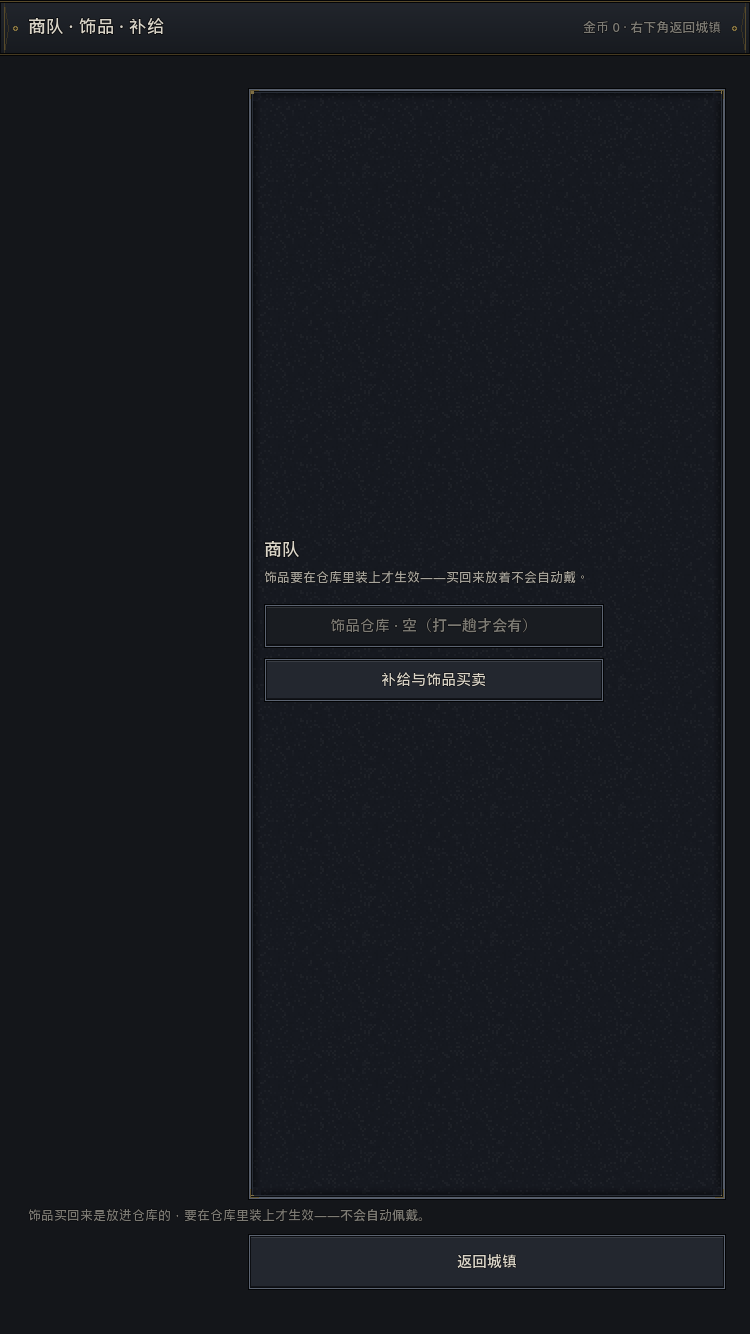 商队 · 饰品 · 补给
金币 0 · 右下角返回城镇
商队
饰品要在仓库里装上才生效——买回来放着不会自动戴。
饰品仓库 · 空（打一趟才会有）
补给与饰品买卖
饰品买回来是放进仓库的 · 要在仓库里装上才生效——不会自动佩戴。
返回城镇